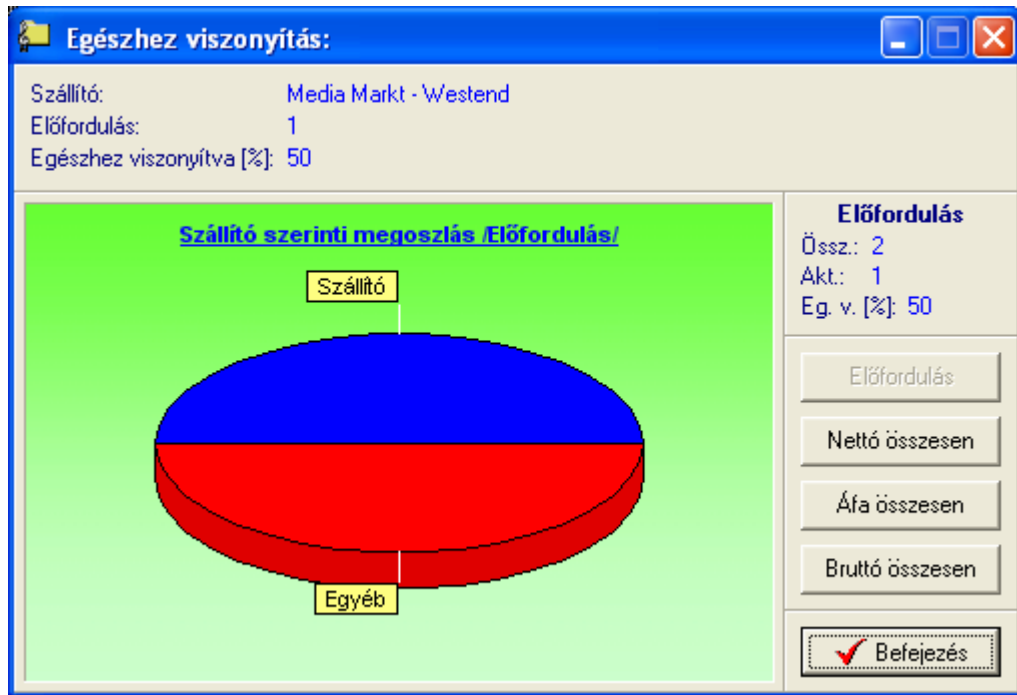 Egészhez viszonyítás:
Szállító: Media Markt - Westend
Előfordulás: 1
Egészhez viszonyítva [%]: 50
Szállító szerinti megoszlás /Előfordulás/
Szállító
Egyéb
Előfordulás
Össz.: 2
Akt.: 1
Eg. v. [%]: 50
Előfordulás
Nettó összesen
Áfa összesen
Bruttó összesen
Befejezés